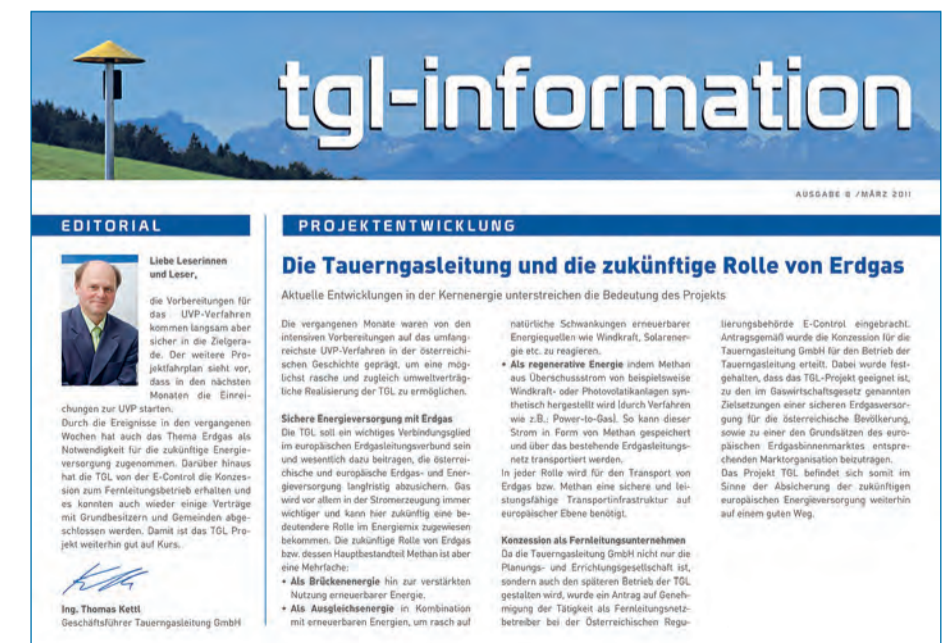 tgl-information
AUSGABE 8 /MÄRZ 2011
EDITORIAL
Liebe Leserinnen
und Leser,
die Vorbereitungen für
das UVP-Verfahren
kommen langsam aber
sicher in die Zielgera-
de. Der weitere Pro-
jektfahrplan sieht vor,
dass in den nächsten
Monaten die Einrei-
chungen zur UVP starten.
Durch die Ereignisse in den vergangenen
Wochen hat auch das Thema Erdgas als
Notwendigkeit für die zukünftige Energie-
versorgung zugenommen. Darüber hinaus
hat die TGL von der E-Control die Konzes-
sion zum Fernleitungsbetrieb erhalten und
es konnten auch wieder einige Verträge
mit Grundbesitzern und Gemeinden abge-
schlossen werden. Damit ist das TGL Pro-
jekt weiterhin gut auf Kurs.
Ing. Thomas Kettl
Geschäftsführer Tauerngasleitung GmbH
PROJEKTENTWICKLUNG
Die Tauerngasleitung und die zukünftige Rolle von Erdgas
Aktuelle Entwicklungen in der Kernenergie unterstreichen die Bedeutung des Projekts
Die vergangenen Monate waren von den
intensiven Vorbereitungen auf das umfang-
reichste UVP-Verfahren in der österreichi-
schen Geschichte geprägt, um eine mög-
lichst rasche und zugleich umweltverträg-
liche Realisierung der TGL zu ermöglichen.
Sichere Energieversorgung mit Erdgas
Die TGL soll ein wichtiges Verbindungsglied
im europäischen Erdgasleitungsverbund sein
und wesentlich dazu beitragen, die österrei-
chische und europäische Erdgas- und Ener-
gieversorgung langfristig abzusichern. Gas
wird vor allem in der Stromerzeugung immer
wichtiger und kann hier zukünftig eine be-
deutendere Rolle im Energiemix zugewiesen
bekommen. Die zukünftige Rolle von Erdgas
bzw. dessen Hauptbestandteil Methan ist aber
eine Mehrfache:
• Als Brückenenergie hin zur verstärkten
Nutzung erneuerbarer Energie.
• Als Ausgleichsenergie in Kombination
mit erneuerbaren Energien, um rasch auf
natürliche Schwankungen erneuerbarer
Energiequellen wie Windkraft, Solarener-
gie etc. zu reagieren.
• Als regenerative Energie indem Methan
aus Überschussstrom von beispielsweise
Windkraft- oder Photovolatikanlagen syn-
thetisch hergestellt wird (durch Verfahren
wie z.B.: Power-to-Gas). So kann dieser
Strom in Form von Methan gespeichert
und über das bestehende Erdgasleitungs-
netz transportiert werden.
In jeder Rolle wird für den Transport von
Erdgas bzw. Methan eine sichere und lei-
stungsfähige Transportinfrastruktur auf
europäischer Ebene benötigt.
Konzession als Fernleitungsunternehmen
Da die Tauerngasleitung GmbH nicht nur die
Planungs- und Errichtungsgesellschaft ist,
sondern auch den späteren Betrieb der TGL
gestalten wird, wurde ein Antrag auf Geneh-
migung der Tätigkeit als Fernleitungsnetz-
betreiber bei der Österreichischen Regu-
lierungsbehörde E-Control eingebracht.
Antragsgemäß wurde die Konzession für die
Tauerngasleitung GmbH für den Betrieb der
Tauerngasleitung erteilt. Dabei wurde fest-
gehalten, dass das TGL-Projekt geeignet ist,
zu den im Gaswirtschaftsgesetz genannten
Zielsetzungen einer sicheren Erdgasversor-
gung für die österreichische Bevölkerung,
sowie zu einer den Grundsätzen des euro-
päischen Erdgasbinnenmarktes entspre-
chenden Marktorganisation beizutragen.
Das Projekt TGL befindet sich somit im
Sinne der Absicherung der zukünftigen
europäischen Energieversorgung weiterhin
auf einem guten Weg.